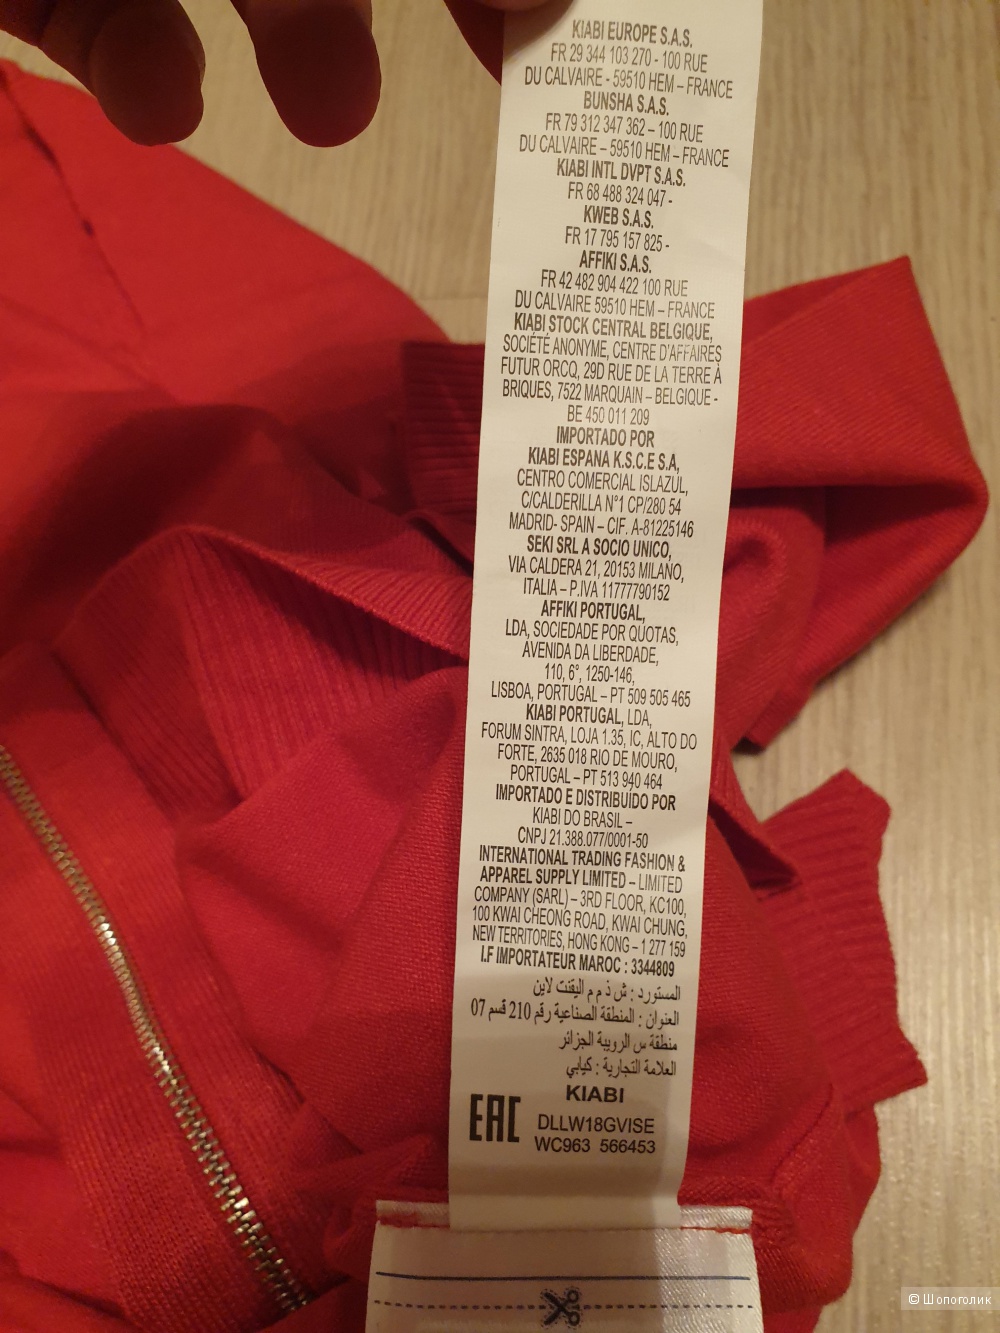 KIABI EUROPE S.A.S.
FR 29 344 103 270 - 100 RUE
DU CALVAIRE - 59510 HEM – FRANCE
BUNSHA S.A.S.
FR 79 312 347 362 – 100 RUE
DU CALVAIRE – 59510 HEM – FRANCE
KIABI INTL DVPT S.A.S.
FR 68 488 324 047 -
KWEB S.A.S.
FR 17 795 157 825 -
AFFIKI S.A.S.
FR 42 482 904 422 100 RUE
DU CALVAIRE 59510 HEM – FRANCE
KIABI STOCK CENTRAL BELGIQUE,
SOCIÉTÉ ANONYME, CENTRE D'AFFAIRES
FUTUR ORCQ, 29D RUE DE LA TERRE À
BRIQUES, 7522 MARQUAIN – BELGIQUE -
BE 450 011 209
IMPORTADO POR
KIABI ESPANA K.S.C.E S.A,
CENTRO COMERCIAL ISLAZUL,
C/CALDERILLA N°1 CP/280 54
MADRID- SPAIN – CIF. A-81225146
SEKI SRL A SOCIO UNICO,
VIA CALDERA 21, 20153 MILANO,
ITALIA – P.IVA 11777790152
AFFIKI PORTUGAL,
LDA, SOCIEDADE POR QUOTAS,
AVENIDA DA LIBERDADE,
110, 6°, 1250-146,
LISBOA, PORTUGAL – PT 509 505 465
KIABI PORTUGAL, LDA,
FORUM SINTRA, LOJA 1.35, IC, ALTO DO
FORTE, 2635 018 RIO DE MOURO,
PORTUGAL – PT 513 940 464
IMPORTADO E DISTRIBUÍDO POR
KIABI DO BRASIL –
CNPJ 21.388.077/0001-50
INTERNATIONAL TRADING FASHION &
APPAREL SUPPLY LIMITED – LIMITED
COMPANY (SARL) – 3RD FLOOR, KC100,
100 KWAI CHEONG ROAD, KWAI CHUNG,
NEW TERRITORIES, HONG KONG – 1 277 159
I.F IMPORTATEUR MAROC : 3344809
المستورد : ش ذ م م اليقنت لاين
العنوان : المنطقة الصناعية رقم 210 قسم 07
منطقة س الرويبة الجزائر
العلامة التجارية : كيابي
KIABI
EAC
DLLW18GVISE
WC963 566453
© Шопоголик